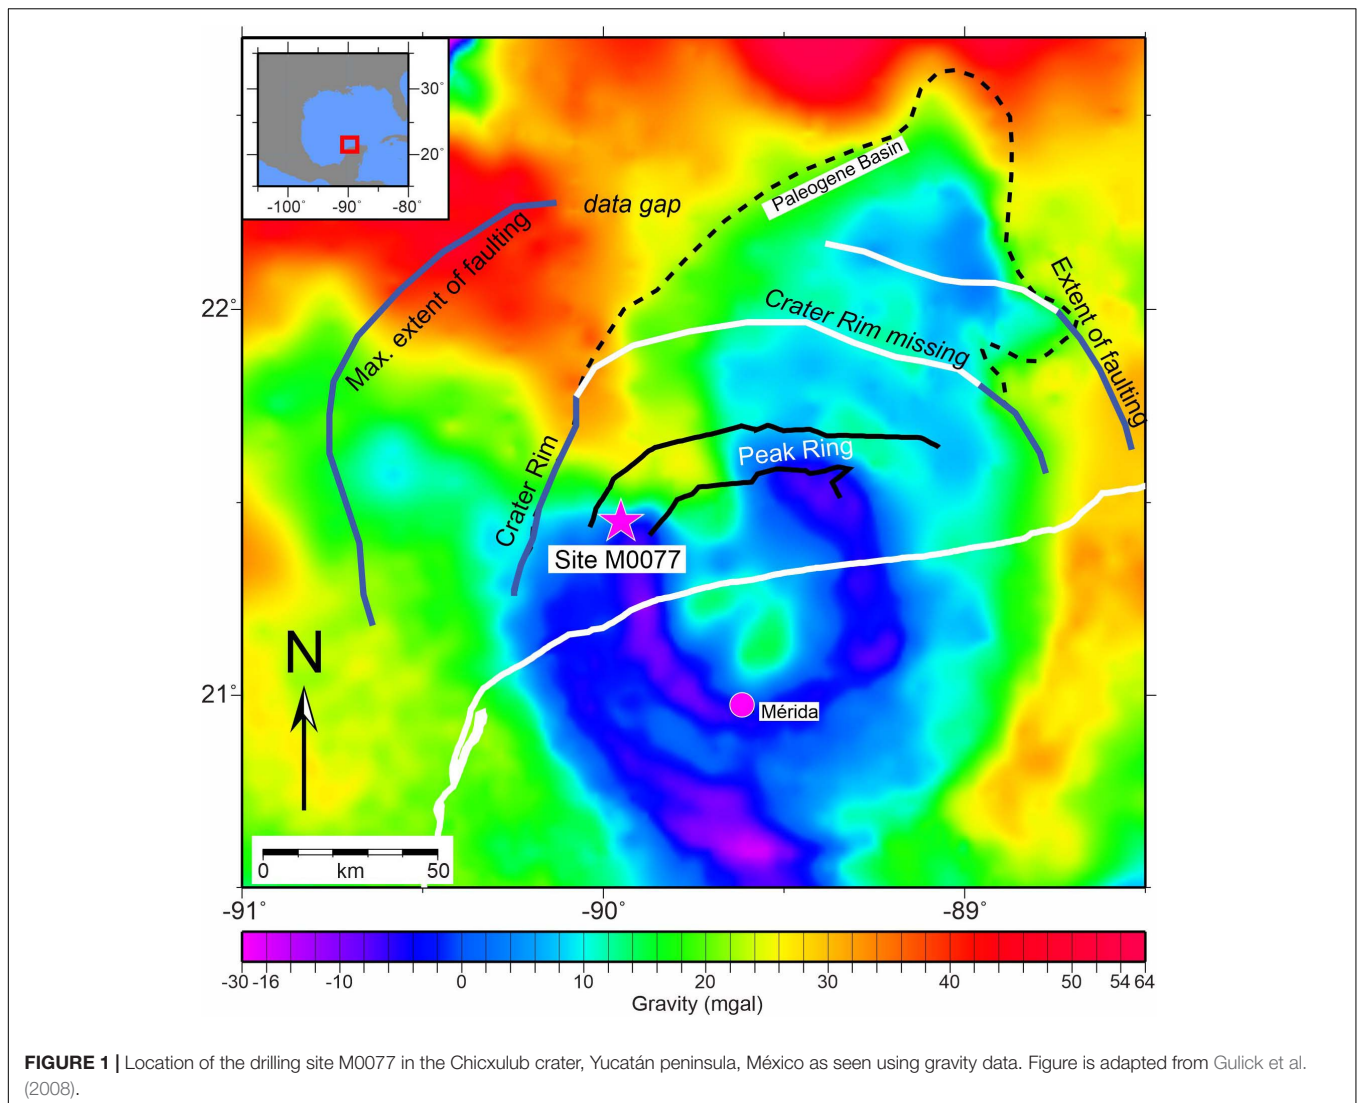 30°
20°
-100°
-90°
-80°
data gap
Paleogene Basin
Max. extent of faulting
Extent of faulting
22°
Crater Rim missing
Crater Rim
Peak Ring
Site M0077
N
21°
Mérida
0
km
50
-91°
-90°
-89°
-30 -16 -10 0 10 20 30 40 50 54 64
Gravity (mgal)
FIGURE 1 | Location of the drilling site M0077 in the Chicxulub crater, Yucatán peninsula, México as seen using gravity data. Figure is adapted from Gulick et al.
(2008).